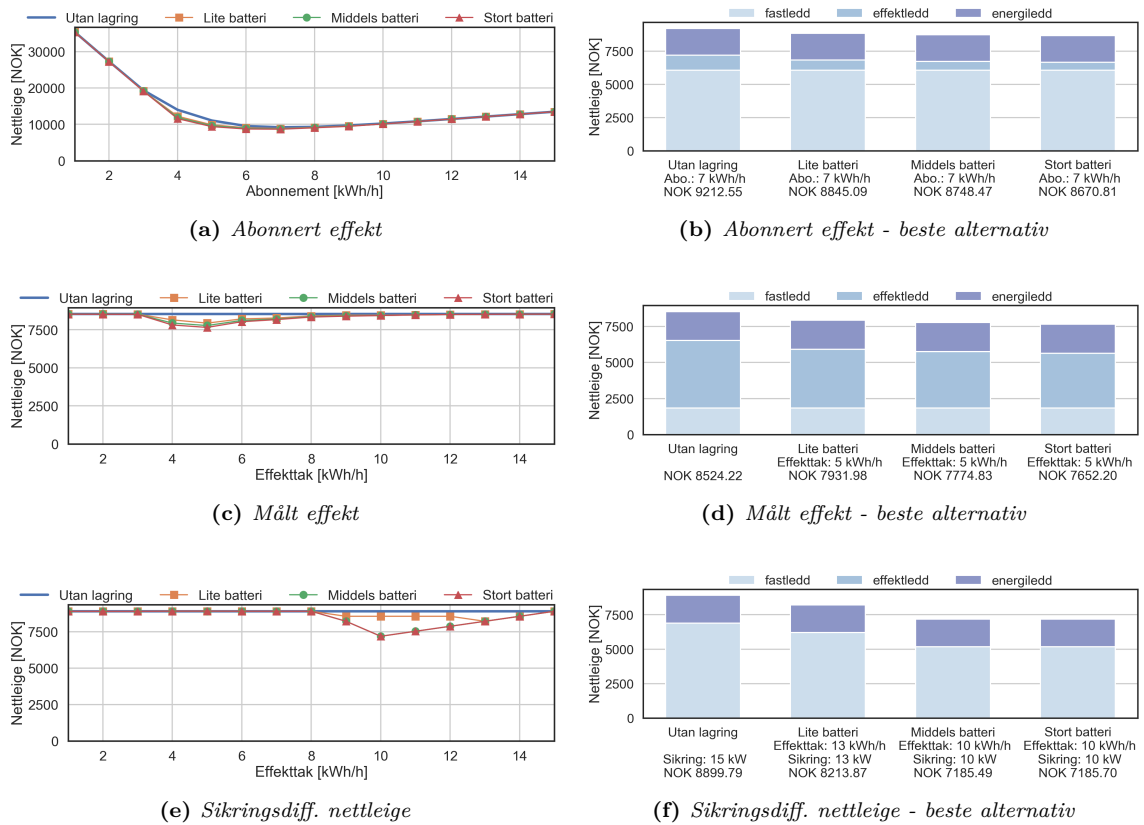 Utan lagring Lite batteri Middels batteri Stort batteri
Nettleige [NOK]
30000
20000
10000
0
2 4 6 8 10 12 14
Abonnement [kWh/h]
(a) Abonnert effekt
fastledd effektledd energiledd
Nettleige [NOK]
7500
5000
2500
0
Utan lagring Lite batteri Middels batteri Stort batteri
Abo.: 7 kWh/h Abo.: 7 kWh/h Abo.: 7 kWh/h Abo.: 7 kWh/h
NOK 9212.55 NOK 8845.09 NOK 8748.47 NOK 8670.81
(b) Abonnert effekt - beste alternativ
Utan lagring Lite batteri Middels batteri Stort batteri
Nettleige [NOK]
7500
5000
2500
0
2 4 6 8 10 12 14
Effekttak [kWh/h]
(c) Målt effekt
fastledd effektledd energiledd
Nettleige [NOK]
7500
5000
2500
0
Utan lagring Lite batteri Middels batteri Stort batteri
Effekttak: 5 kWh/h Effekttak: 5 kWh/h Effekttak: 5 kWh/h
NOK 8524.22 NOK 7931.98 NOK 7774.83 NOK 7652.20
(d) Målt effekt - beste alternativ
Utan lagring Lite batteri Middels batteri Stort batteri
Nettleige [NOK]
7500
5000
2500
0
2 4 6 8 10 12 14
Effekttak [kWh/h]
(e) Sikringsdiff. nettleige
fastledd effektledd energiledd
Nettleige [NOK]
7500
5000
2500
0
Utan lagring Lite batteri Middels batteri Stort batteri
Effekttak: 13 kWh/h Effekttak: 10 kWh/h Effekttak: 10 kWh/h
Sikring: 15 kW Sikring: 13 kW Sikring: 10 kW Sikring: 10 kW
NOK 8899.79 NOK 8213.87 NOK 7185.49 NOK 7185.70
(f) Sikringsdiff. nettleige - beste alternativ